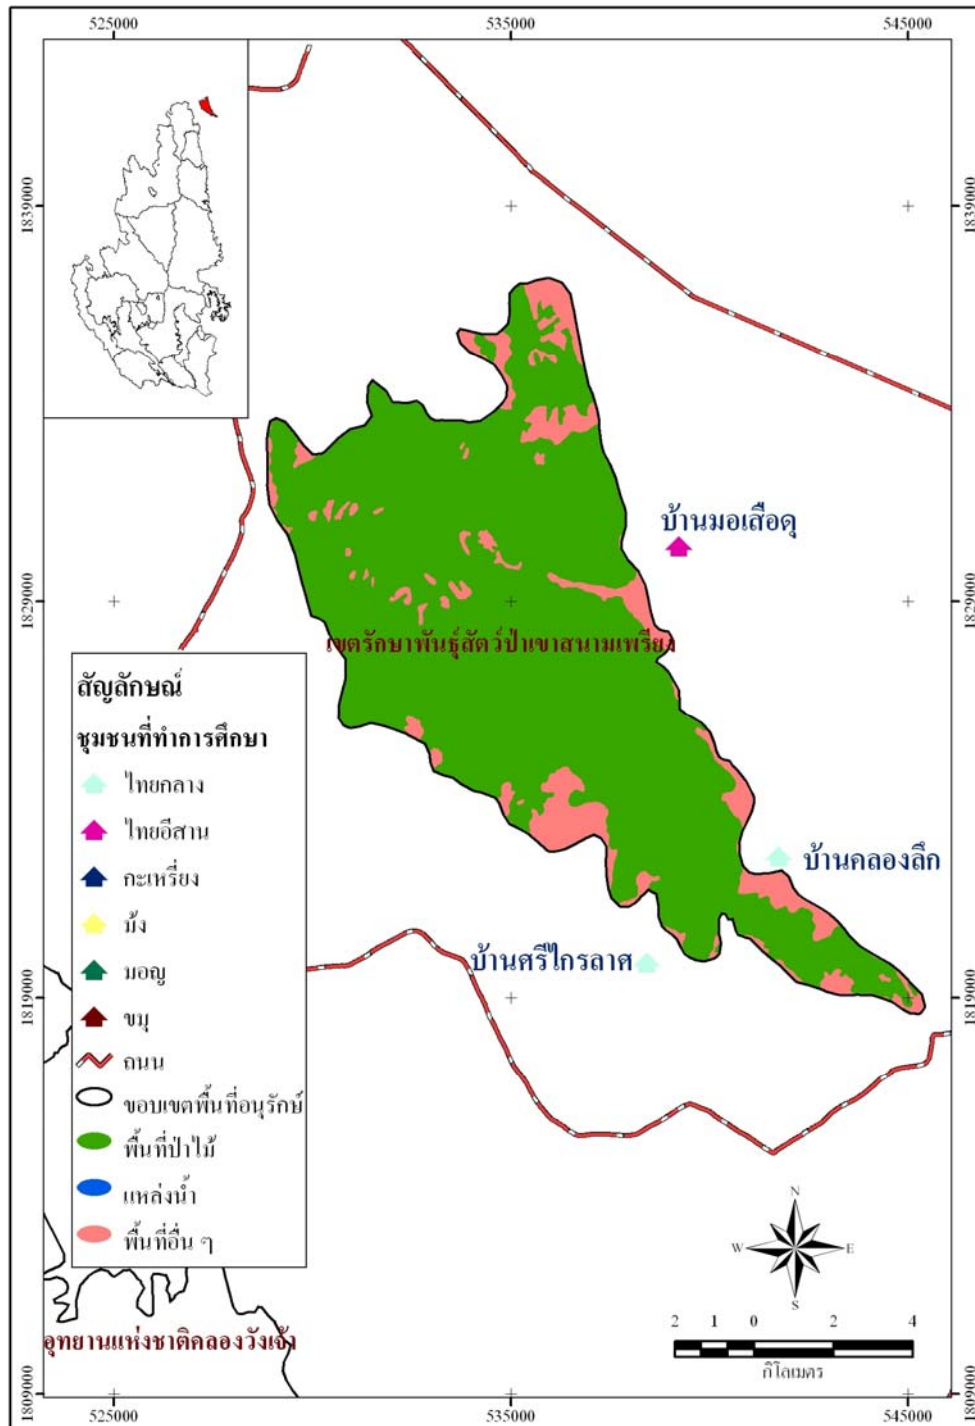 525000 535000 545000
1839000 1839000
บ้านมอเสือดุ
1829000 1829000
เขตรักษาพันธุ์สัตว์ป่าเขาสนามเพรียง
สัญลักษณ์
ชุมชนที่ทำการศึกษา
ไทยกลาง
ไทยอีสาน
กะเหรี่ยง
ม้ง
มอญ
ขมุ
ถนน
ขอบเขตพื้นที่อนุรักษ์
พื้นที่ป่าไม้
แหล่งน้ำ
พื้นที่อื่น ๆ
บ้านคลองลึก
บ้านศรีไกรลาศ
1819000 1819000
N
W E
S
อุทยานแห่งชาติคลองวังเจ้า
2 1 0 2 4
กิโลเมตร
1809000 1809000
525000 535000 545000